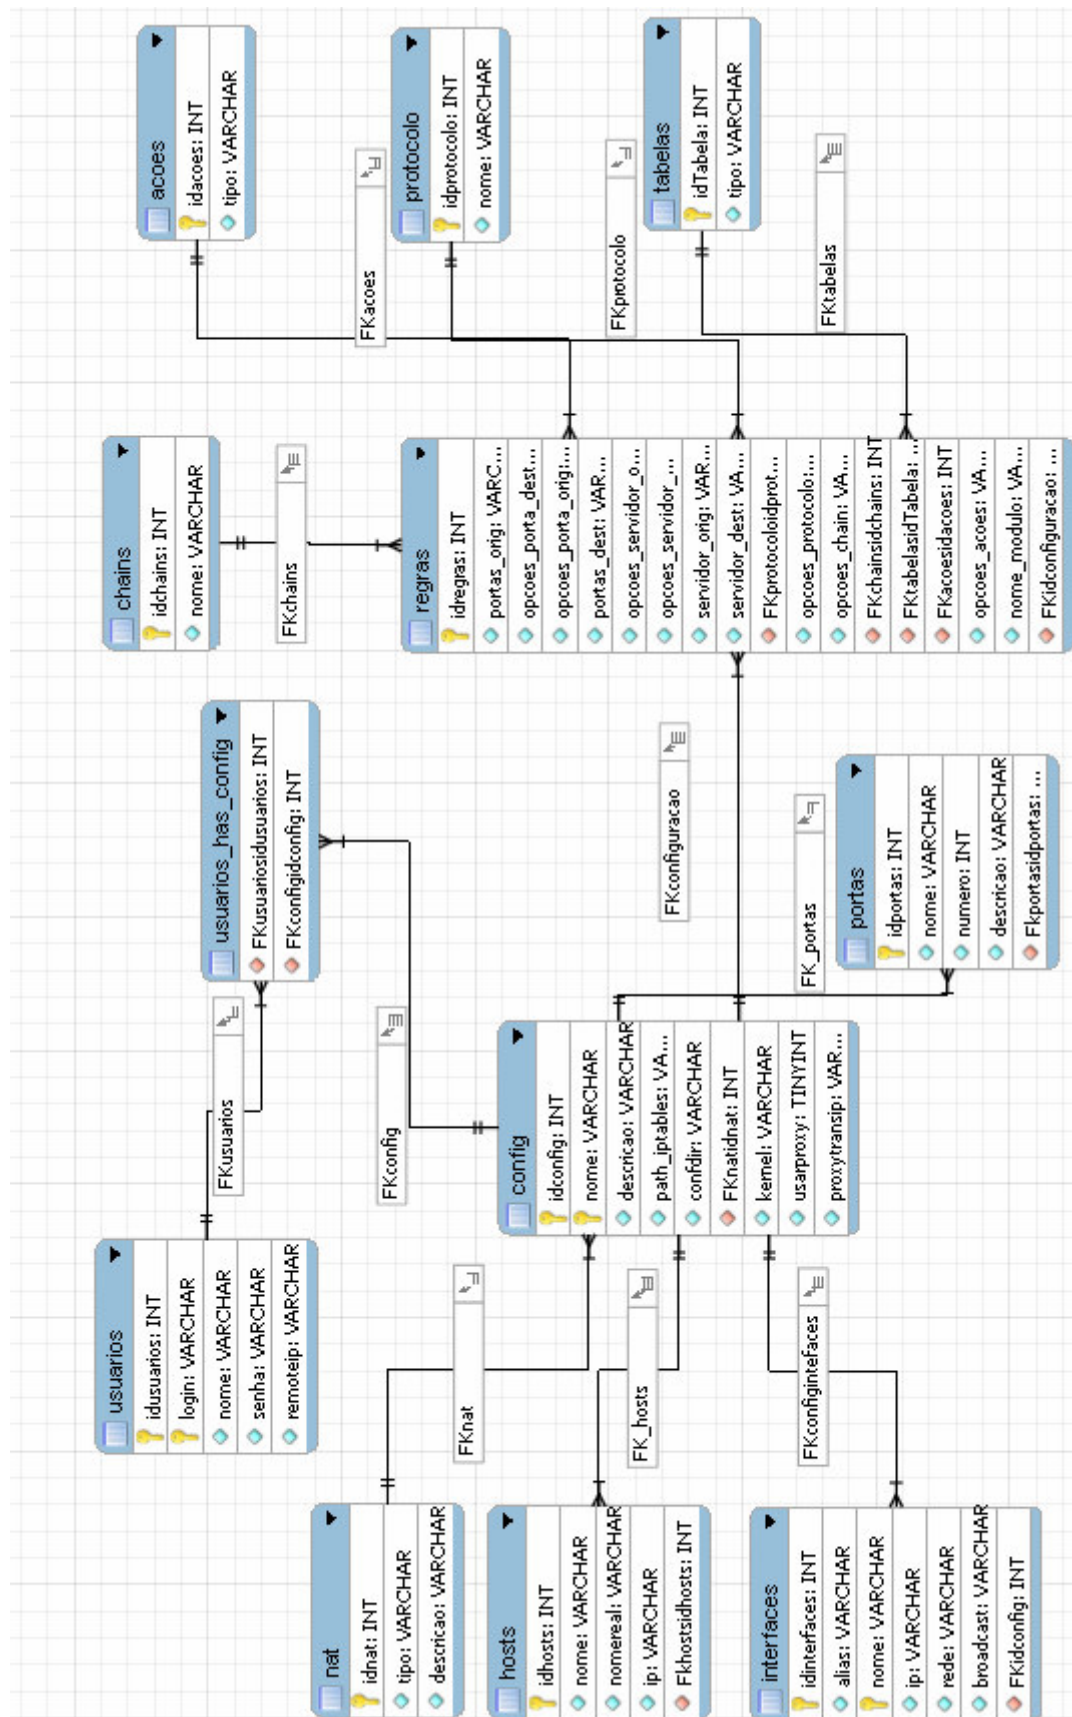 usuarios
idusuarios: INT
login: VARCHAR
nome: VARCHAR
senha: VARCHAR
remoteip: VARCHAR
FKusuarios
usuarios_has_config
FKusuariosidusuarios: INT
FKconfigidconfig: INT
FKconfig
chains
idchains: INT
nome: VARCHAR
FKchains
acoes
idacoes: INT
tipo: VARCHAR
FKacoes
nat
idnat: INT
tipo: VARCHAR
descricao: VARCHAR
FKnat
hosts
idhosts: INT
nome: VARCHAR
nomereal: VARCHAR
ip: VARCHAR
Fkhostsidhosts: INT
FK_hosts
config
idconfig: INT
nome: VARCHAR
descricao: VARCHAR
path_iptables: VA...
confdir: VARCHAR
FKnatidnat: INT
kernel: VARCHAR
usarproxy: TINYINT
proxytransip: VAR...
FKconfiguracao
regras
idregras: INT
portas_orig: VARC...
opcoes_porta_dest...
opcoes_porta_orig:...
portas_dest: VAR...
opcoes_servidor_o...
opcoes_servidor_...
servidor_orig: VAR...
servidor_dest: VA...
FKprotocoloidprot...
opcoes_protocolo:...
opcoes_chain: VA...
FKchainsidchains: INT
FKtabelasidTabela: ...
FKacoesidacoes: INT
opcoes_acoes: VA...
nome_modulo: VA...
FKidconfiguracao: ...
protocolo
idprotocolo: INT
nome: VARCHAR
FKprotocolo
tabelas
idTabela: INT
tipo: VARCHAR
FKtabelas
interfaces
idinterfaces: INT
alias: VARCHAR
nome: VARCHAR
ip: VARCHAR
rede: VARCHAR
broadcast: VARCHAR
FKidconfig: INT
FKconfigintefaces
FK_portas
portas
idportas: INT
nome: VARCHAR
numero: INT
descricao: VARCHAR
Fkportasidportas: ...